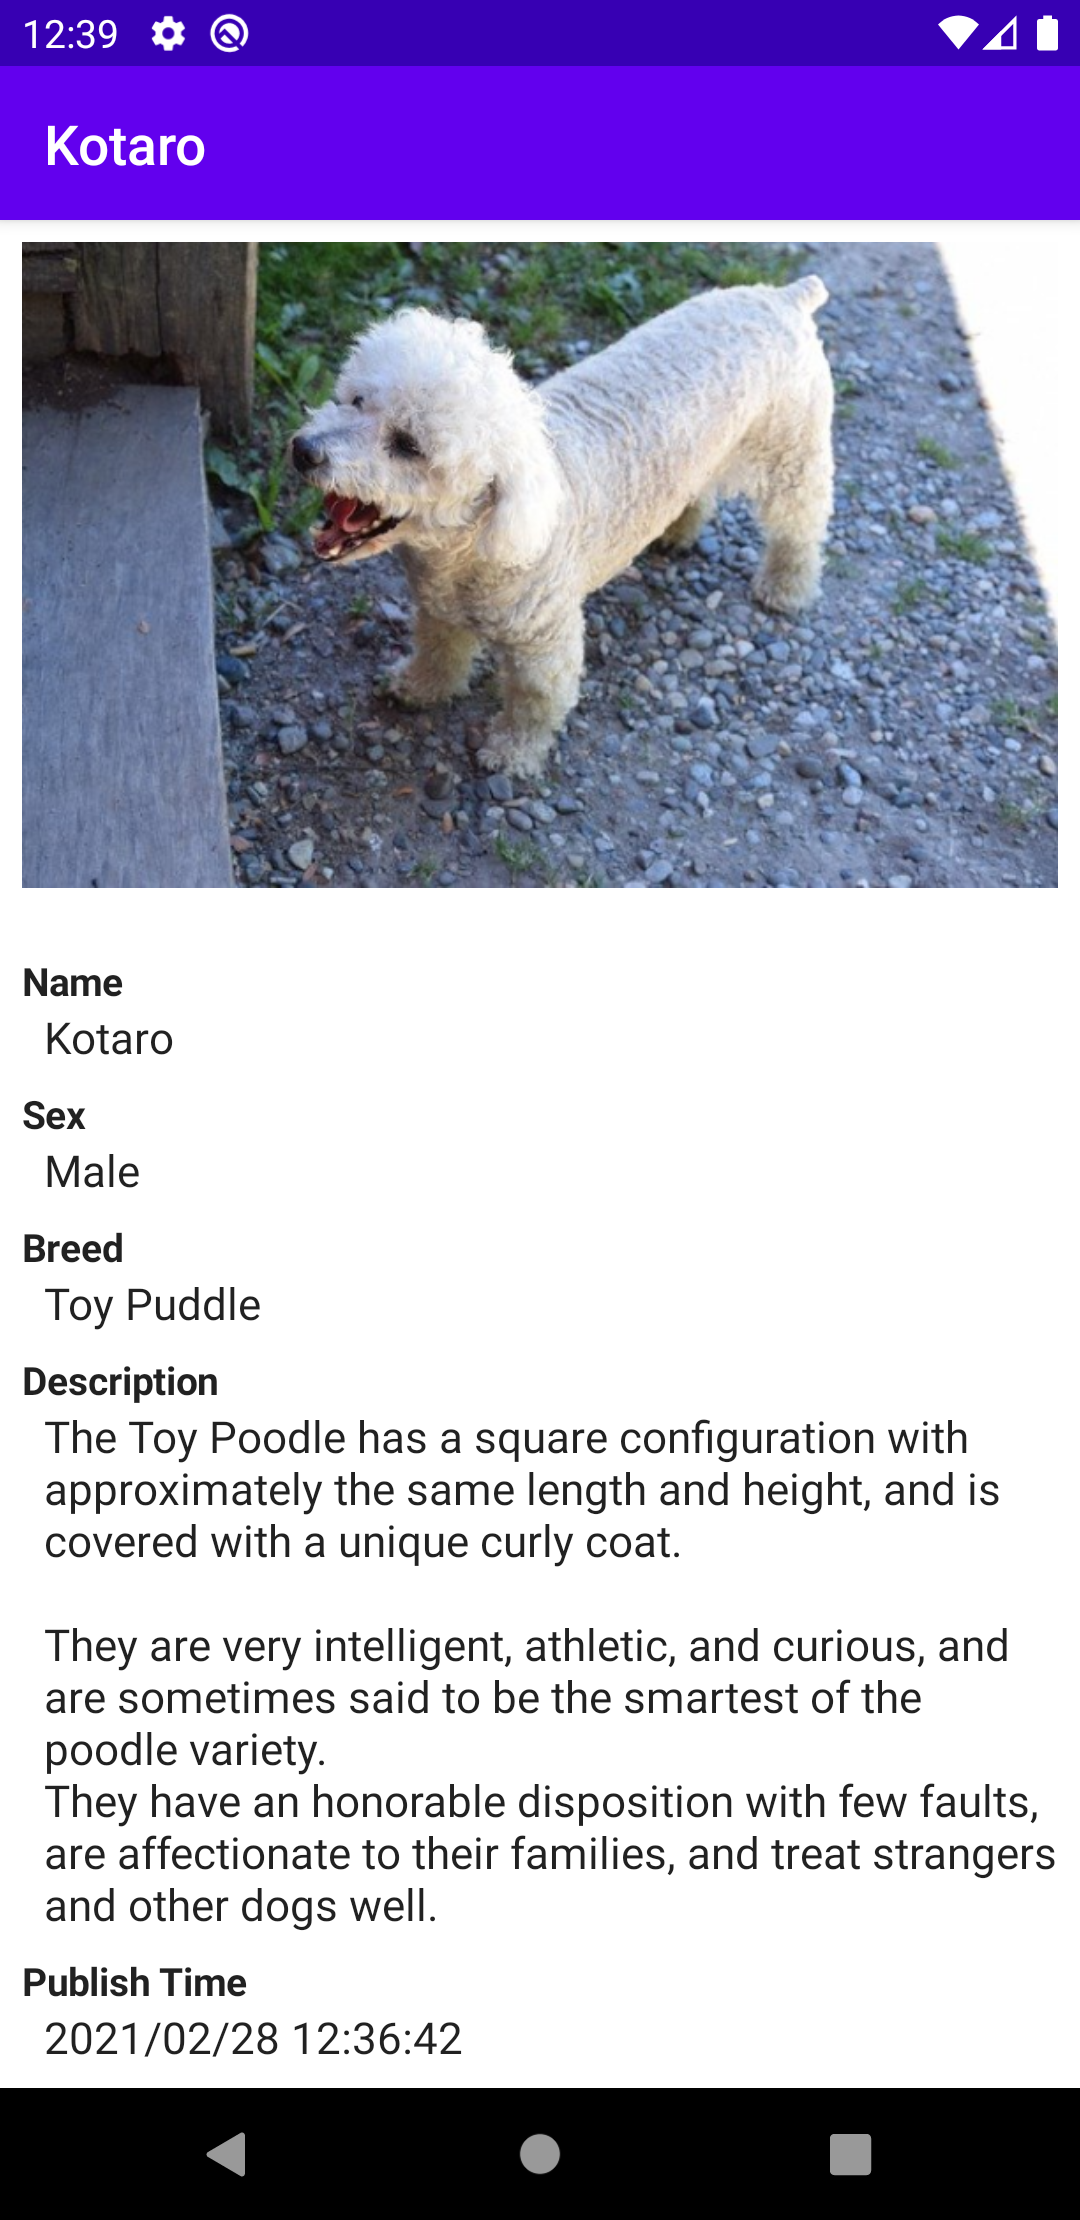 12:39
Kotaro
Name
Kotaro
Sex
Male
Breed
Toy Puddle
Description
The Toy Poodle has a square configuration with
approximately the same length and height, and is
covered with a unique curly coat.
They are very intelligent, athletic, and curious, and
are sometimes said to be the smartest of the
poodle variety.
They have an honorable disposition with few faults,
are affectionate to their families, and treat strangers
and other dogs well.
Publish Time
2021/02/28 12:36:42